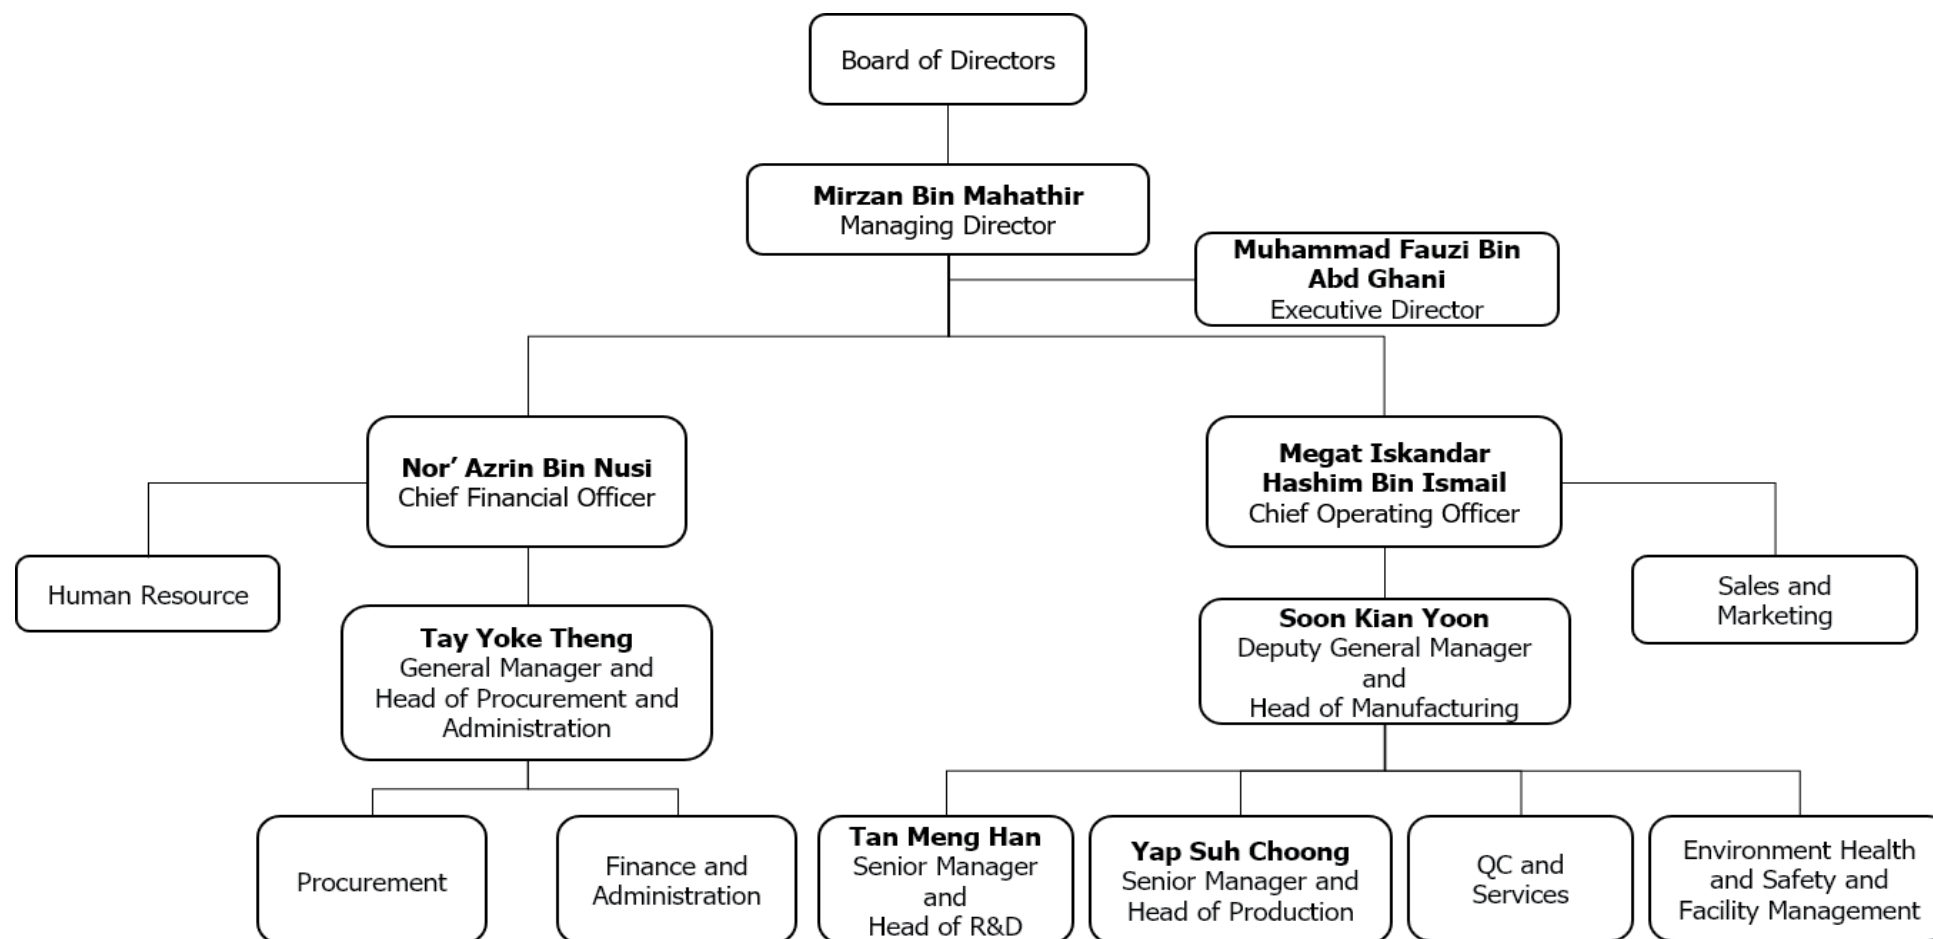 Board of Directors
Mirzan Bin Mahathir
Managing Director
Muhammad Fauzi Bin
Abd Ghani
Executive Director
Nor’ Azrin Bin Nusi
Chief Financial Officer
Megat Iskandar
Hashim Bin Ismail
Chief Operating Officer
Human Resource
Sales and
Marketing
Tay Yoke Theng
General Manager and
Head of Procurement and
Administration
Soon Kian Yoon
Deputy General Manager
and
Head of Manufacturing
Procurement
Finance and
Administration
Tan Meng Han
Senior Manager
and
Head of R&D
Yap Suh Choong
Senior Manager and
Head of Production
QC and
Services
Environment Health
and Safety and
Facility Management